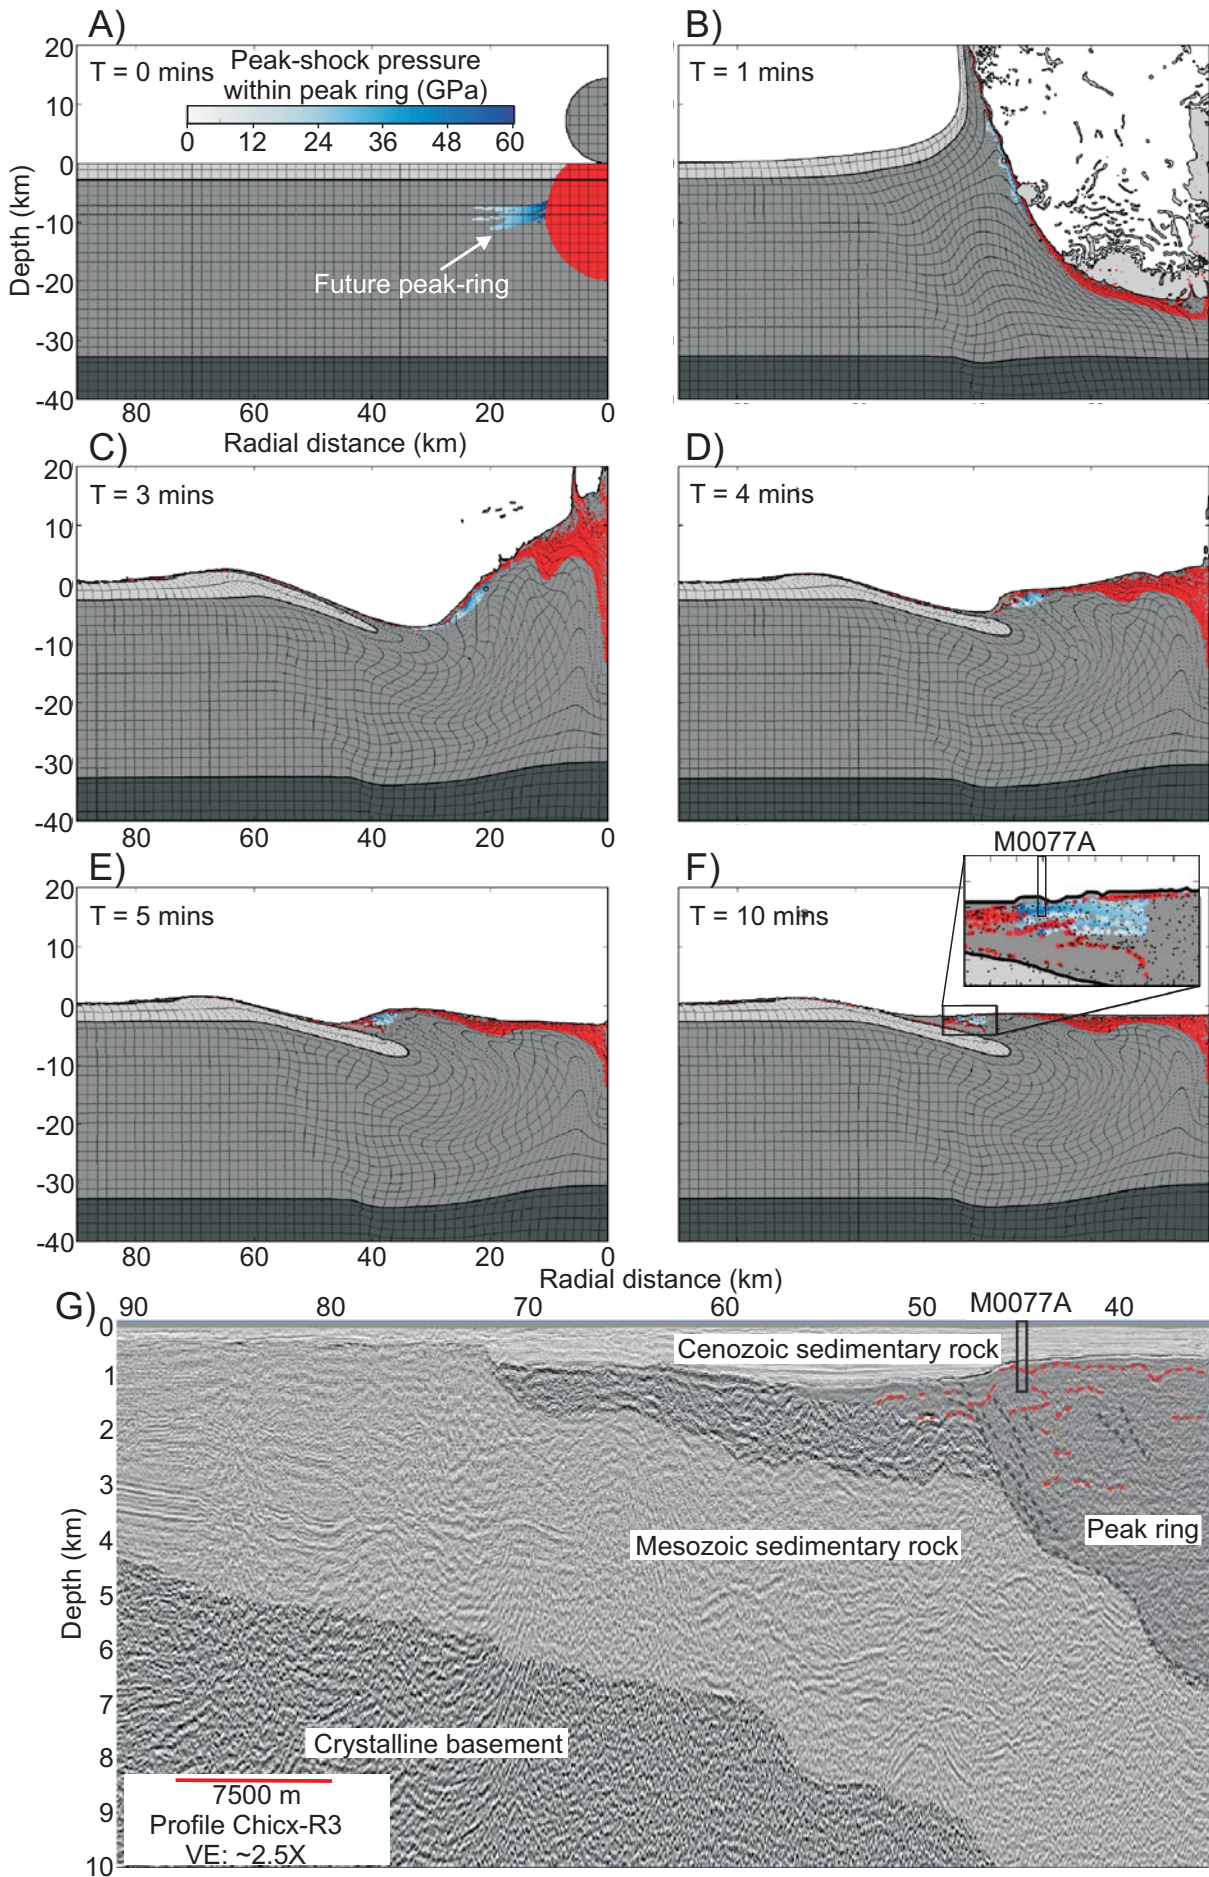 A)
B)
20
T = 0 mins
Peak-shock pressure
within peak ring (GPa)
0 12 24 36 48 60
T = 1 mins
10
0
-10
-20
-30
-40
Depth (km)
Future peak-ring
80 60 40 20 0
Radial distance (km)
C)
D)
20
T = 3 mins
T = 4 mins
10
0
-10
-20
-30
-40
80 60 40 20 0
M0077A
E)
F)
20
T = 5 mins
T = 10 mins
10
0
-10
-20
-30
-40
80 60 40 20 0
Radial distance (km)
G)
90 80 70 60 50 M0077A 40
0
Cenozoic sedimentary rock
1
2
3
4
Peak ring
Mesozoic sedimentary rock
5
6
7
8
9
10
Depth (km)
Crystalline basement
7500 m
Profile Chicx-R3
VE: ~2.5X